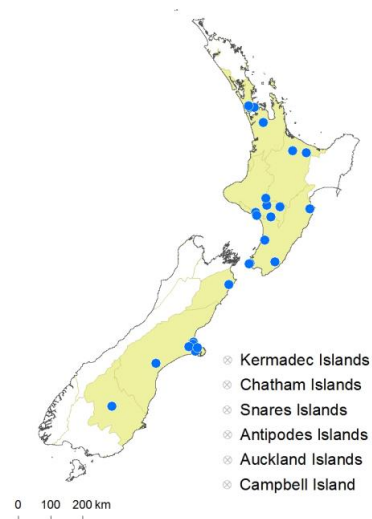 Kermadec Islands
Chatham Islands
Snares Islands
Antipodes Islands
Auckland Islands
Campbell Island
0 100 200 km